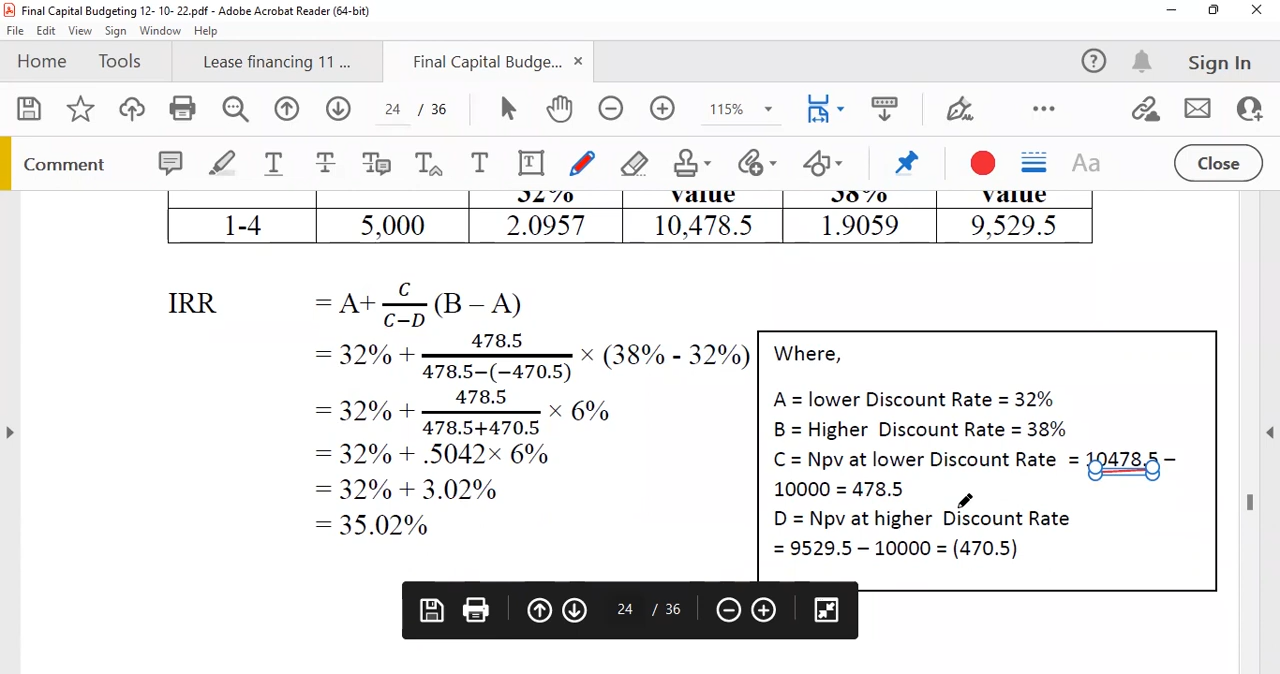 Final Capital Budgeting 12- 10- 22.pdf - Adobe Acrobat Reader (64-bit)
File Edit View Sign Window Help
Home Tools Lease financing 11 ... Final Capital Budge... × Sign In
24 / 36 115%
Comment Aa Close
32% value 38% value
1-4 5,000 2.0957 10,478.5 1.9059 9,529.5
IRR = A+ C/C−D (B – A)
= 32% + 478.5/478.5−(−470.5) × (38% - 32%)
= 32% + 478.5/478.5+470.5 × 6%
= 32% + .5042× 6%
= 32% + 3.02%
= 35.02%
Where,
A = lower Discount Rate = 32%
B = Higher Discount Rate = 38%
C = Npv at lower Discount Rate = 10478.5 –
10000 = 478.5
D = Npv at higher Discount Rate
= 9529.5 – 10000 = (470.5)
24 / 36